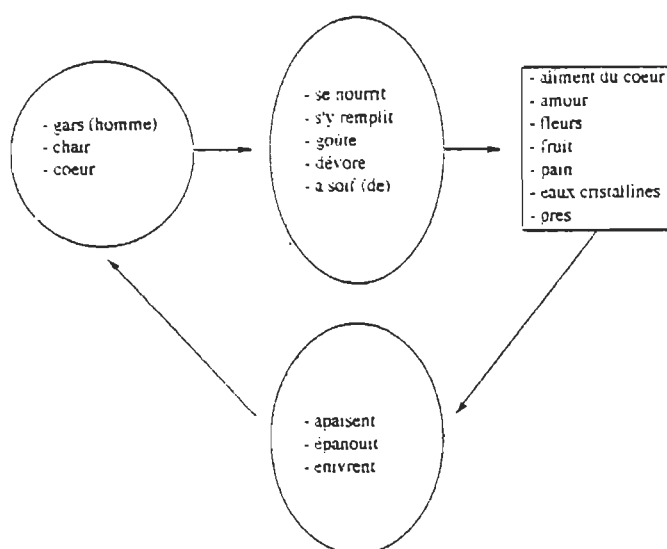 - gars (homme)
- chair
- coeur
- se nourrit
- s'y remplit
- goûte
- dévore
- a soif (de)
- aliment du coeur
- amour
- fleurs
- fruit
- pain
- eaux cristallines
- pres
- apaisent
- épanouit
- enivrent